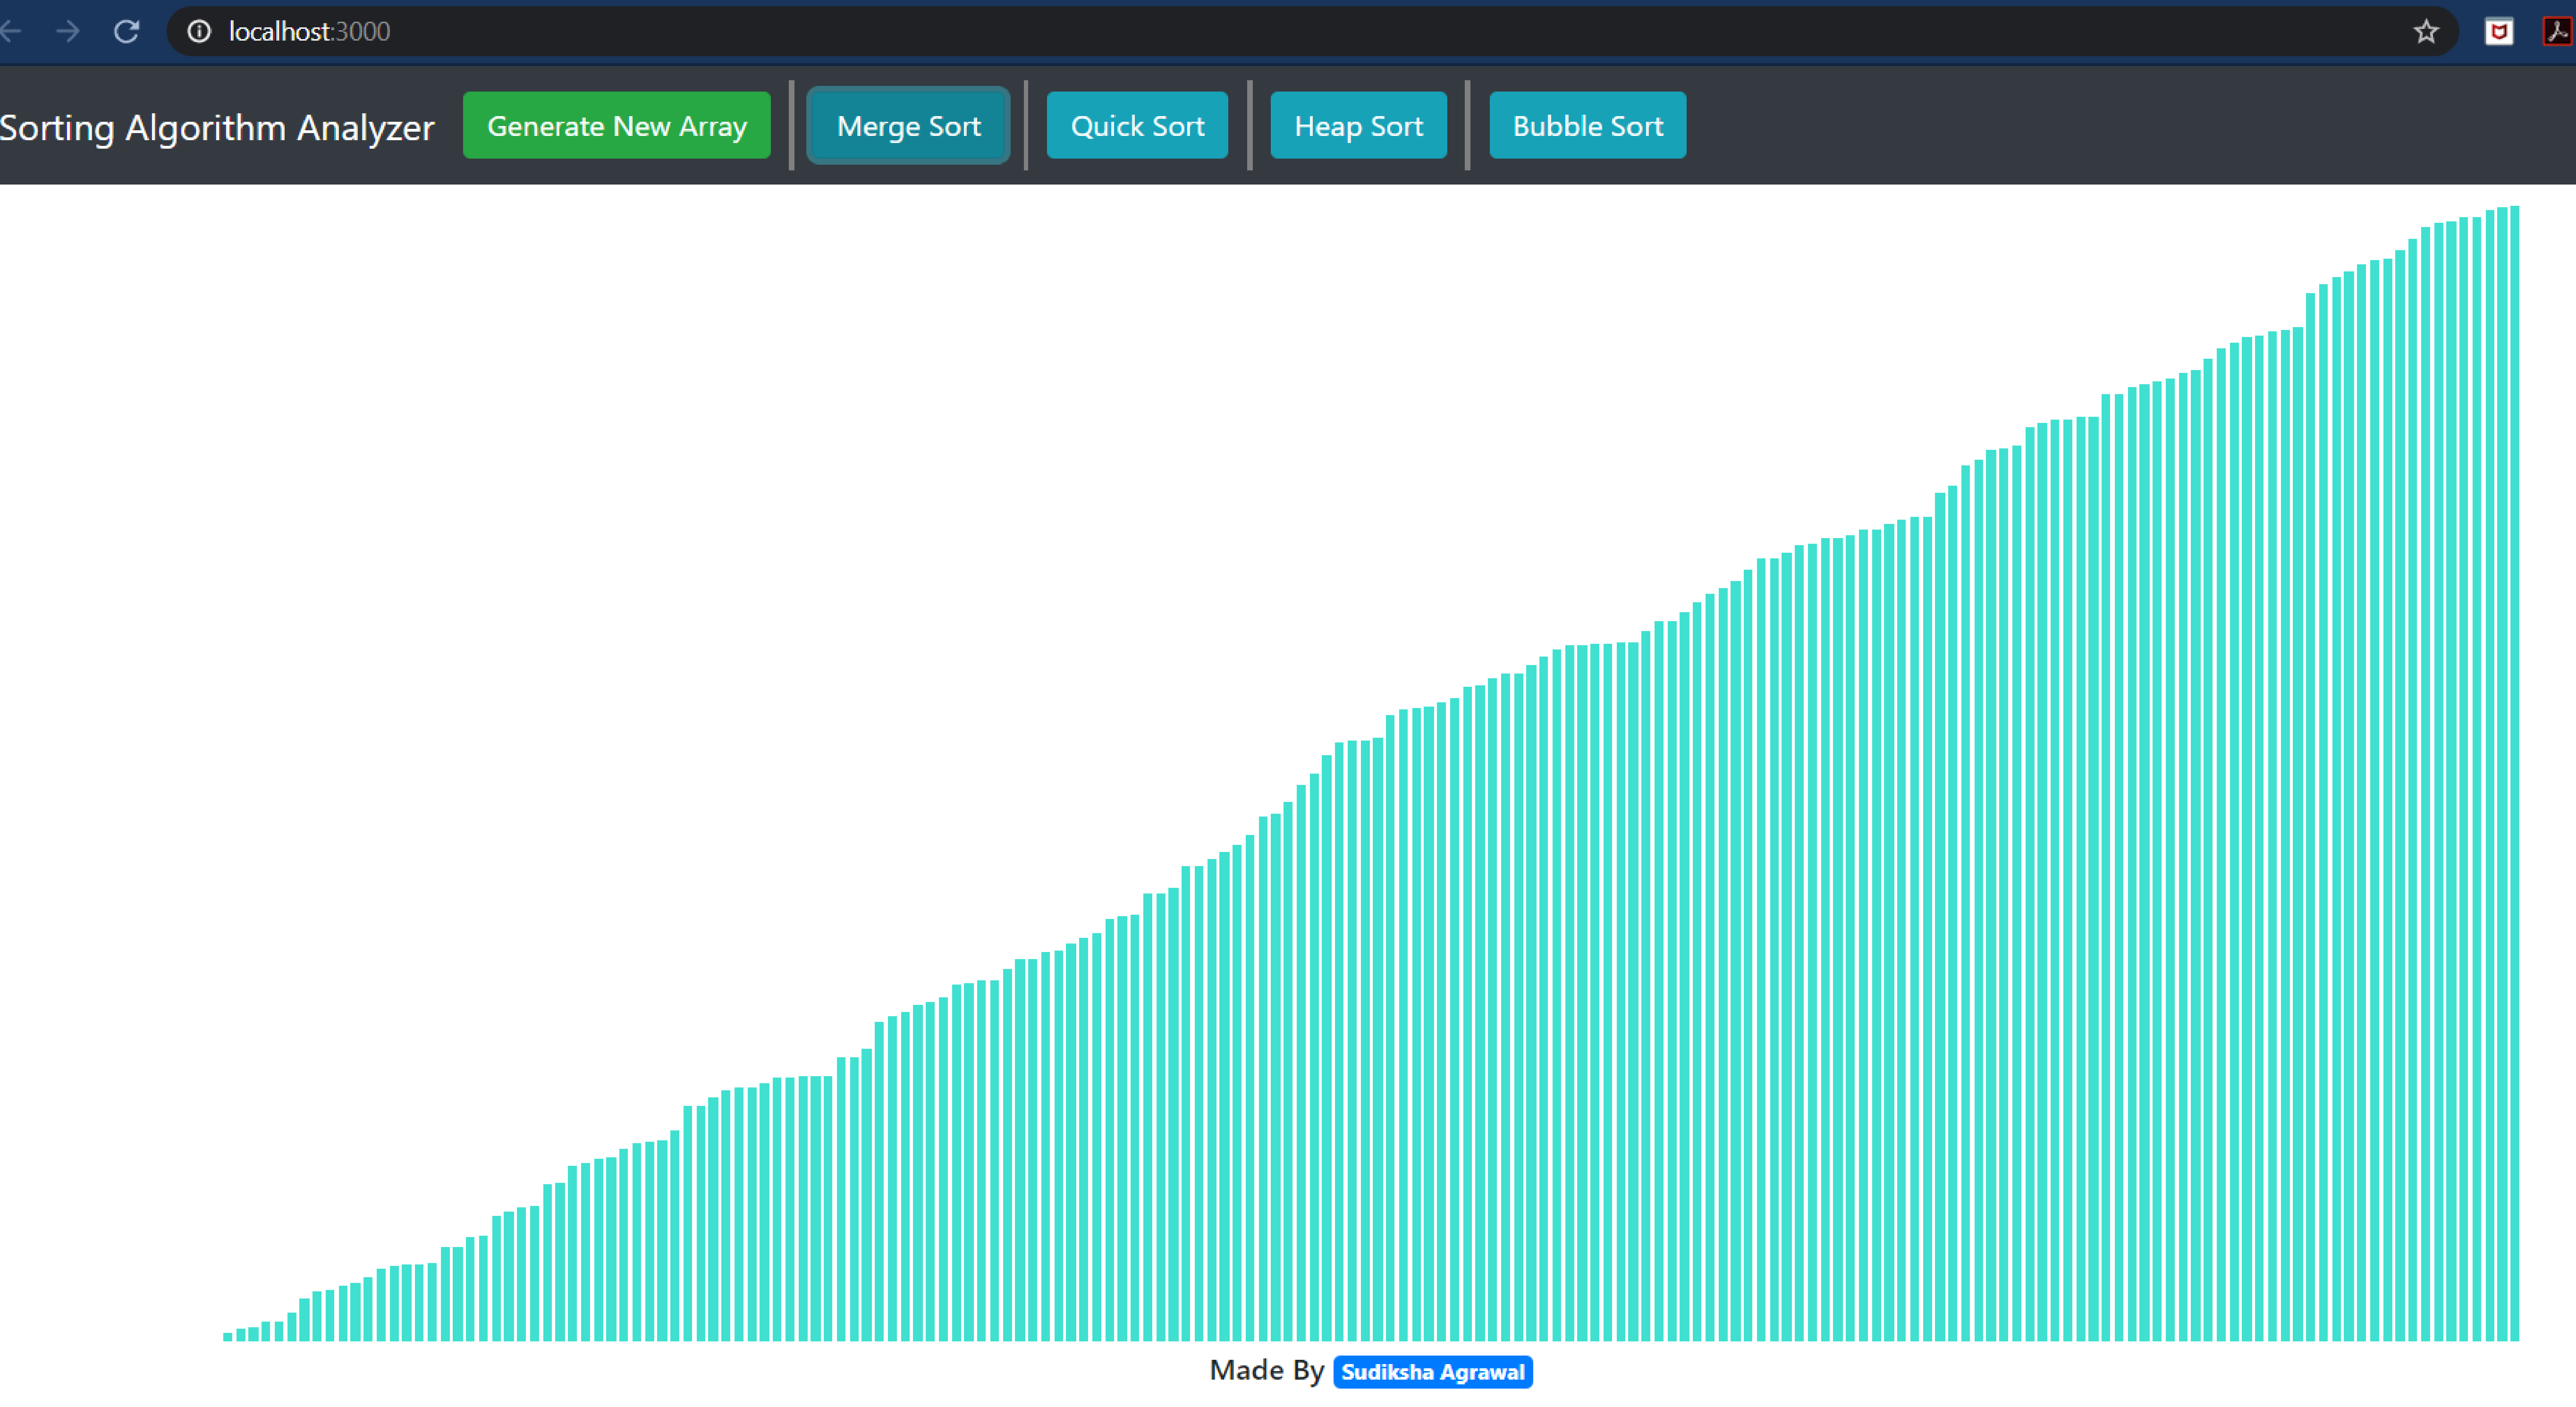 localhost:3000
Sorting Algorithm Analyzer Generate New Array Merge Sort Quick Sort Heap Sort Bubble Sort
Made By Sudiksha Agrawal